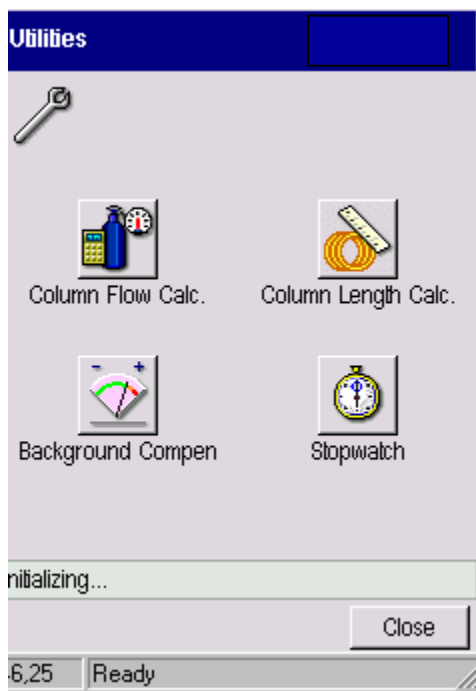 Utilities
Column Flow Calc.
Column Length Calc.
Background Compen
Stopwatch
nitializing...
Close
6,25
Ready